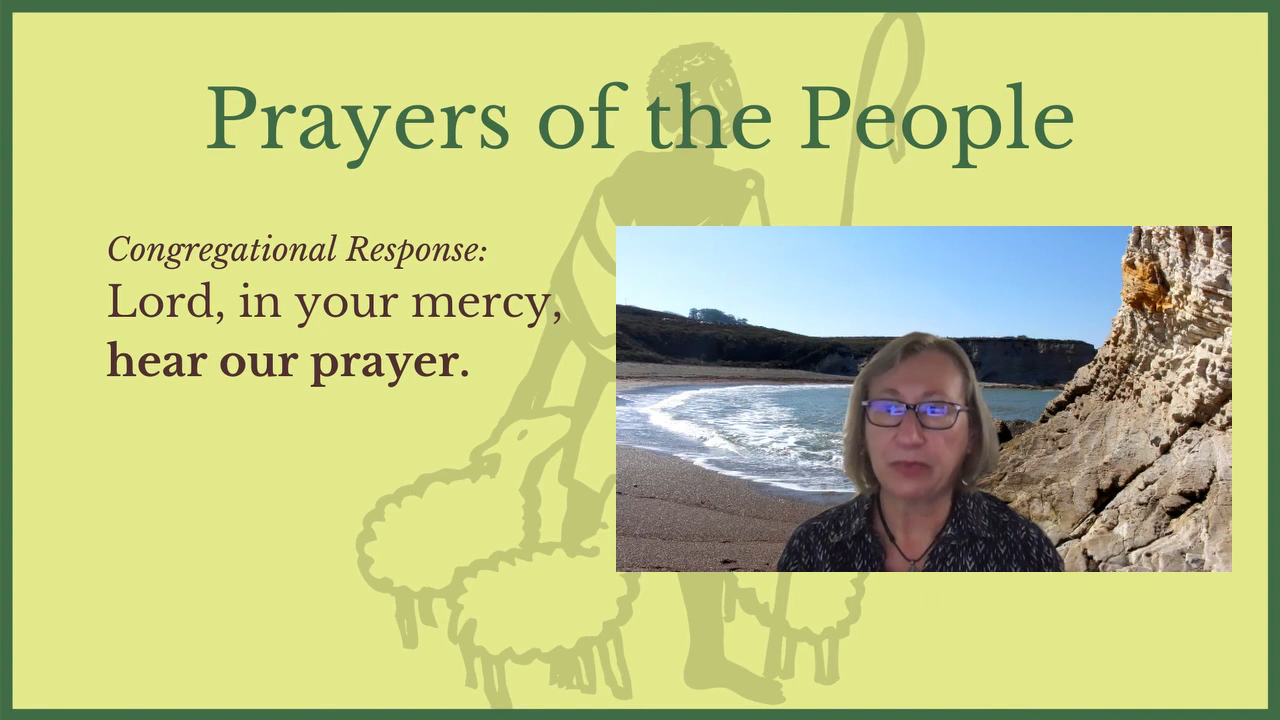 Prayers of the People
Congregational Response:
Lord, in your mercy,
hear our prayer.